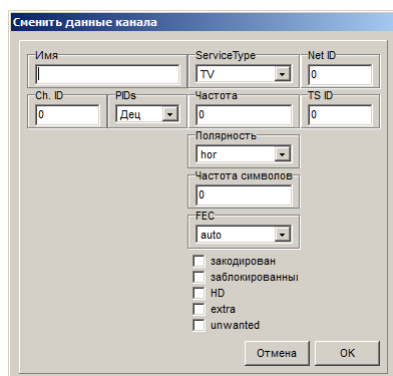 Сменить данные канала
Имя ServiceType Net ID
TV 0
Ch. ID PIDs Частота TS ID
0 Дец 0 0
Полярность
hor
Частота символов
0
FEC
auto
закодирован
заблокированны
HD
extra
unwanted
Отмена OK